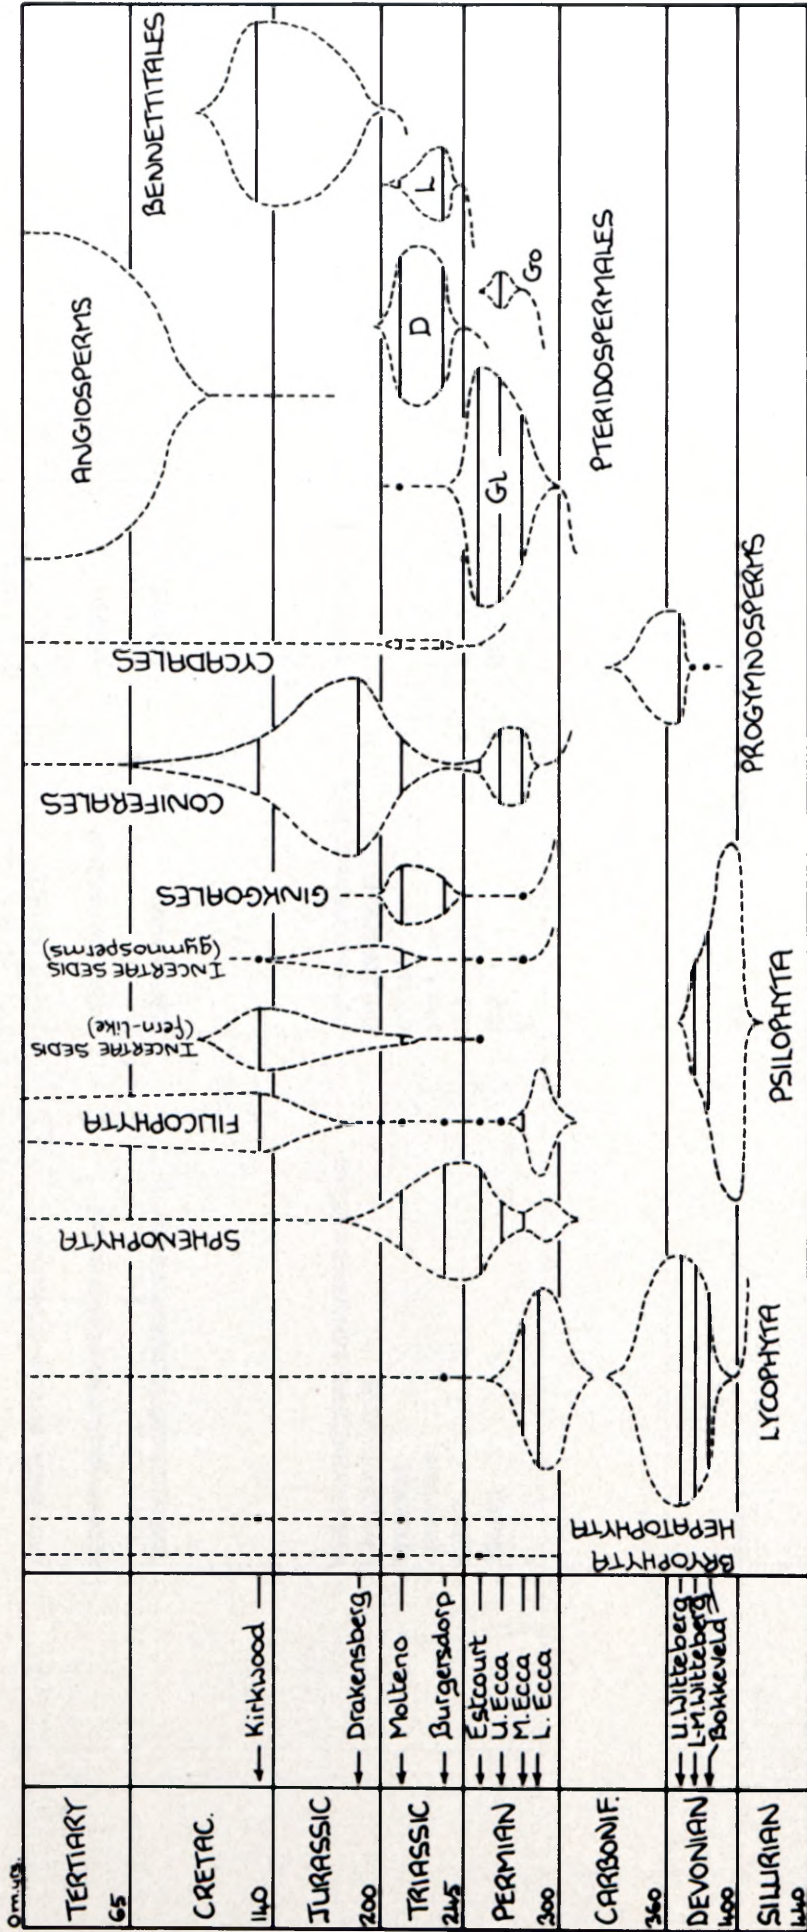 0m.yrs.
TERTIARY
65
CRETAC.
140
JURASSIC
200
TRIASSIC
245
PERMIAN
300
CARBONIF.
360
DEVONIAN
400
SILURIAN
Kirkwood
Drakensberg
Molteno
Burgersdorp
Estcourt
U. Ecca
M. Ecca
L. Ecca
U. Witteberg
L-M. Witteberg
Bokkeveld
BRYOPHYTA
HEPATOPHYTA
LYCOPHYTA
SPHENOPHYTA
FILICOPHYTA
INCERTAE SEDIS
(fern-like)
INCERTAE SEDIS
(gymnosperms)
PSILOPHYTA
GINKGOALES
CONIFERALES
CYCADALES
PROGYMNOSPERMS
GL
D
L
GO
PTERIDOSPERMALES
ANGIOSPERMS
BENNETTITALES